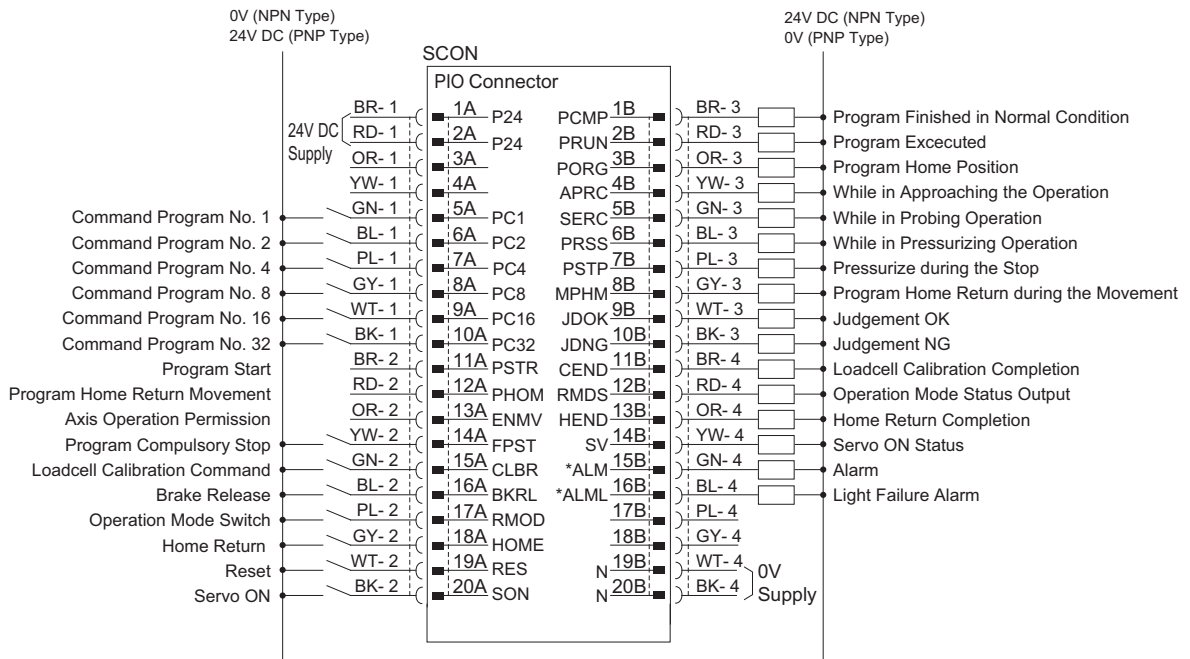 0V (NPN Type)
24V DC (PNP Type)
24V DC (NPN Type)
0V (PNP Type)
SCON
PIO Connector
24V DC
Supply
BR- 1 1A P24 PCMP 1B BR- 3 Program Finished in Normal Condition
RD- 1 2A P24 PRUN 2B RD- 3 Program Excecuted
OR- 1 3A PORG 3B OR- 3 Program Home Position
YW- 1 4A APRC 4B YW- 3 While in Approaching the Operation
Command Program No. 1 GN- 1 5A PC1 SERC 5B GN- 3 While in Probing Operation
Command Program No. 2 BL- 1 6A PC2 PRSS 6B BL- 3 While in Pressurizing Operation
Command Program No. 4 PL- 1 7A PC4 PSTP 7B PL- 3 Pressurize during the Stop
Command Program No. 8 GY- 1 8A PC8 MPHM 8B GY- 3 Program Home Return during the Movement
Command Program No. 16 WT- 1 9A PC16 JDOK 9B WT- 3 Judgement OK
Command Program No. 32 BK- 1 10A PC32 JDNG 10B BK- 3 Judgement NG
Program Start BR- 2 11A PSTR CEND 11B BR- 4 Loadcell Calibration Completion
Program Home Return Movement RD- 2 12A PHOM RMDS 12B RD- 4 Operation Mode Status Output
Axis Operation Permission OR- 2 13A ENMV HEND 13B OR- 4 Home Return Completion
Program Compulsory Stop YW- 2 14A FPST SV 14B YW- 4 Servo ON Status
Loadcell Calibration Command GN- 2 15A CLBR *ALM 15B GN- 4 Alarm
Brake Release BL- 2 16A BKRL *ALML 16B BL- 4 Light Failure Alarm
Operation Mode Switch PL- 2 17A RMOD 17B PL- 4
Home Return GY- 2 18A HOME 18B GY- 4
Reset WT- 2 19A RES N 19B WT- 4
Servo ON BK- 2 20A SON N 20B BK- 4
0V
Supply